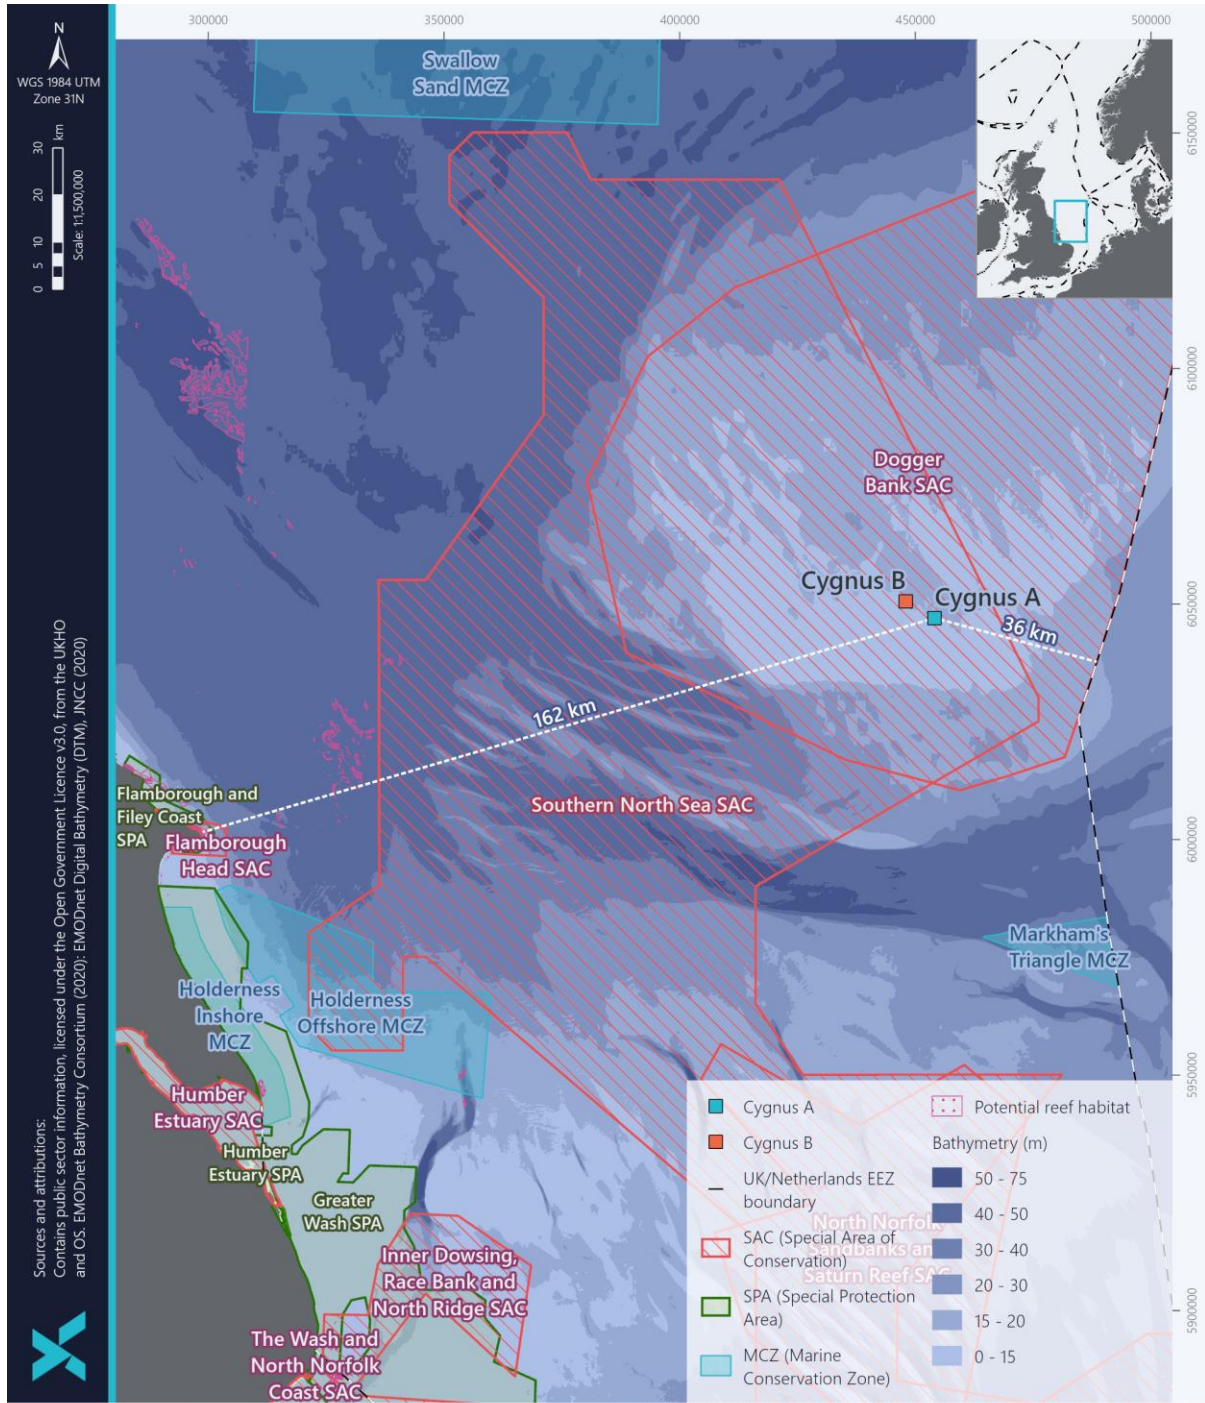 300000
350000
400000
450000
500000
N
WGS 1984 UTM
Zone 31N
0 5 10 20 30
km
Scale: 1:1,500,000
Swallow
Sand MCZ
6150000
6100000
6050000
6000000
5950000
5900000
Dogger
Bank SAC
Cygnus B
Cygnus A
36 km
162 km
Southern North Sea SAC
Flamborough and
Filey Coast
SPA
Flamborough
Head SAC
Markham's
Triangle MCZ
Holderness
Inshore
MCZ
Holderness
Offshore MCZ
Humber
Estuary SAC
Humber
Estuary SPA
Greater
Wash SPA
Inner Dowsing,
Race Bank and
North Ridge SAC
The Wash and
North Norfolk
Coast SAC
North Norfolk
Sandbanks and
Saturn Reef SAC
Cygnus A
Cygnus B
UK/Netherlands EEZ
boundary
SAC (Special Area of
Conservation)
SPA (Special Protection
Area)
MCZ (Marine
Conservation Zone)
Potential reef habitat
Bathymetry (m)
50 - 75
40 - 50
30 - 40
20 - 30
15 - 20
0 - 15
Sources and attributions:
Contains public sector information, licensed under the Open Government Licence v3.0, from the UKHO
and OS. EMODnet Bathymetry Consortium (2020): EMODnet Digital Bathymetry (DTM), JNCC (2020)